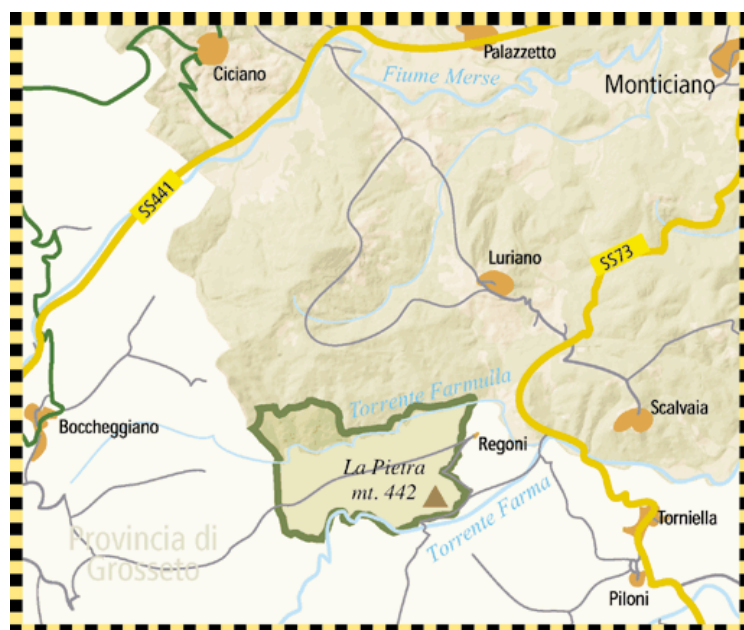 Ciciano
Palazzetto
Fiume Merse
Monticiano
SS441
Luriano
SS73
Torrente Farmulla
Scalvaia
Boccheggiano
Regoni
La Pietra
mt. 442
Torrente Farma
Torniella
Provincia di
Grosseto
Piloni